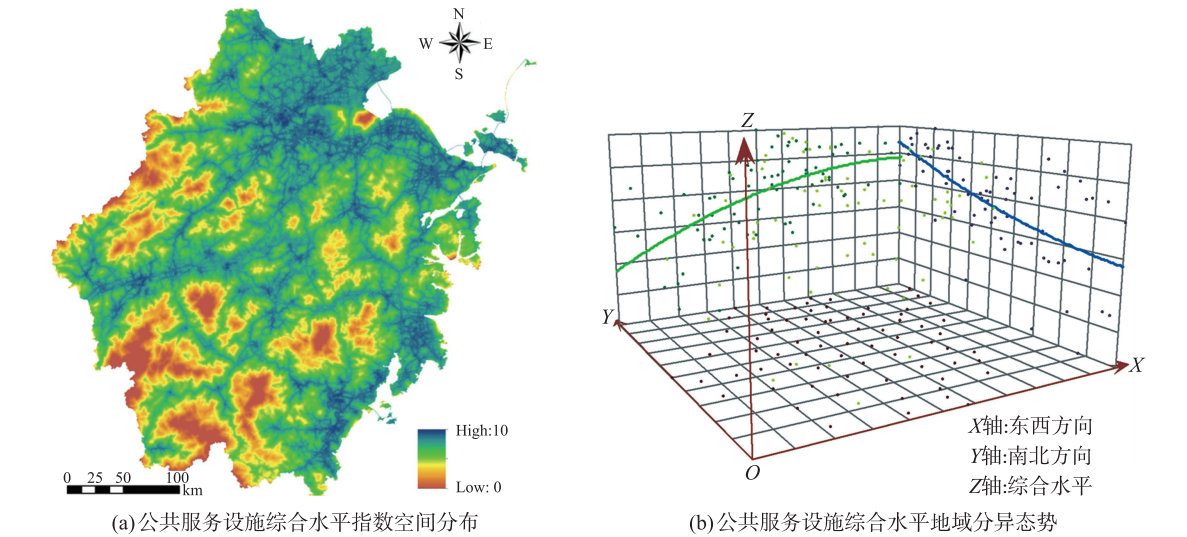 N
W E
S
High:10
Low: 0
0 25 50 100
km
(a)公共服务设施综合水平指数空间分布
Z
Y
X
O
X轴:东西方向
Y轴:南北方向
Z轴:综合水平
(b)公共服务设施综合水平地域分异态势